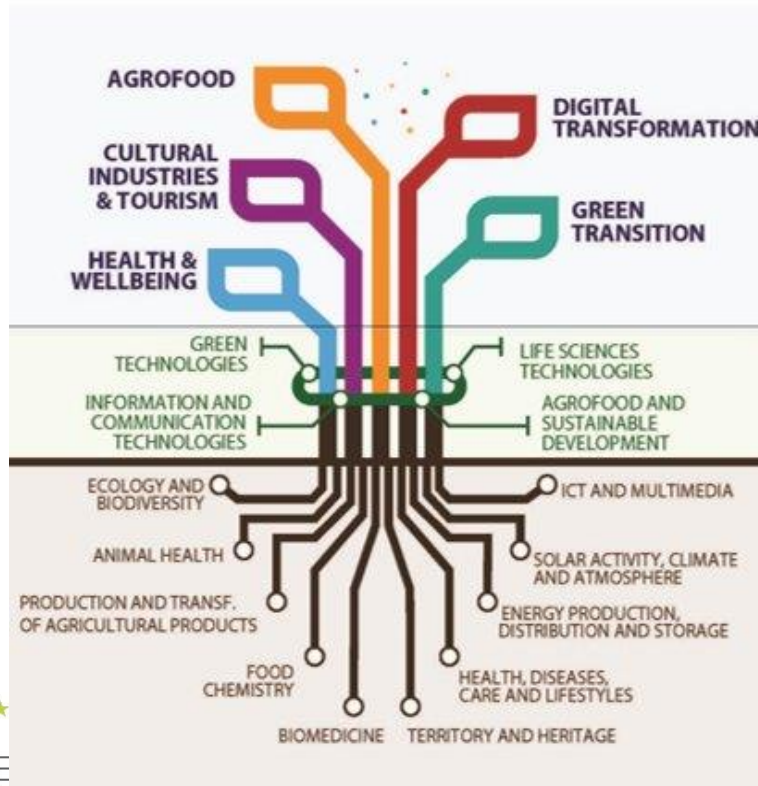 AGROFOOD
DIGITAL
TRANSFORMATION
CULTURAL
INDUSTRIES
& TOURISM
GREEN
TRANSITION
HEALTH &
WELLBEING
GREEN
TECHNOLOGIES
LIFE SCIENCES
TECHNOLOGIES
INFORMATION AND
COMMUNICATION
TECHNOLOGIES
AGROFOOD AND
SUSTAINABLE
DEVELOPMENT
ECOLOGY AND
BIODIVERSITY
ICT AND MULTIMEDIA
ANIMAL HEALTH
SOLAR ACTIVITY, CLIMATE
AND ATMOSPHERE
PRODUCTION AND TRANSF.
OF AGRICULTURAL PRODUCTS
ENERGY PRODUCTION,
DISTRIBUTION AND STORAGE
FOOD
CHEMISTRY
HEALTH, DISEASES,
CARE AND LIFESTYLES
BIOMEDICINE
TERRITORY AND HERITAGE